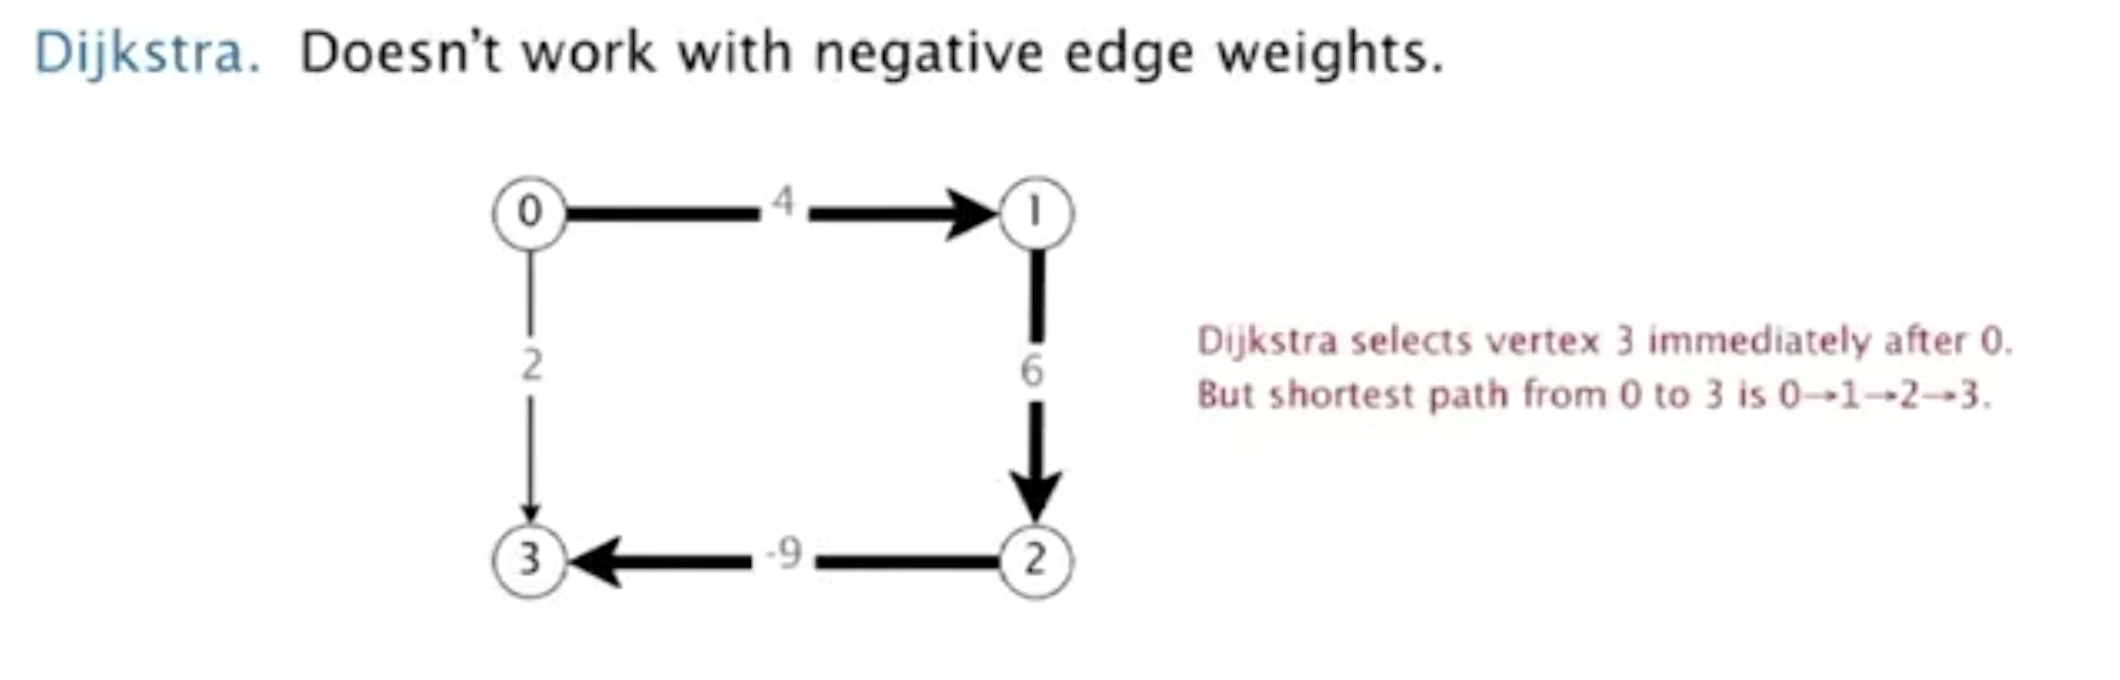 Dijkstra. Doesn't work with negative edge weights.
0
4
1
2
6
Dijkstra selects vertex 3 immediately after 0.
But shortest path from 0 to 3 is 0→1→2→3.
3
-9
2